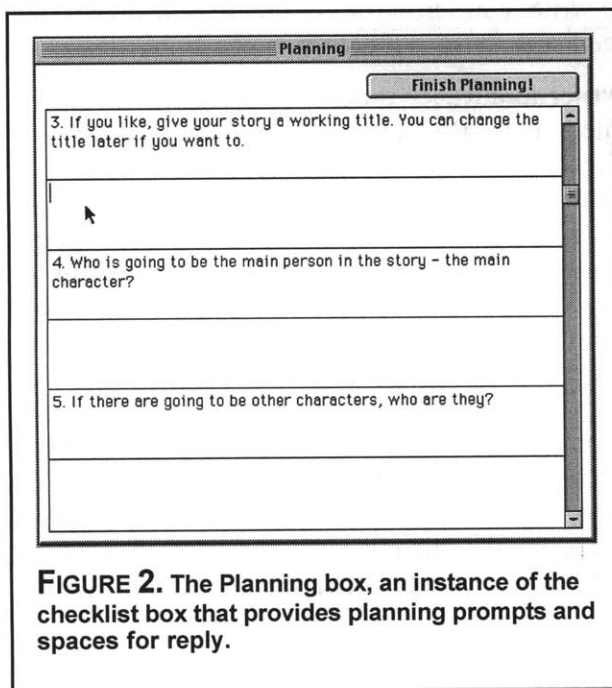 Planning
Finish Planning!
3. If you like, give your story a working title. You can change the
title later if you want to.
4. Who is going to be the main person in the story – the main
character?
5. If there are going to be other characters, who are they?
FIGURE 2. The Planning box, an instance of the
checklist box that provides planning prompts and
spaces for reply.